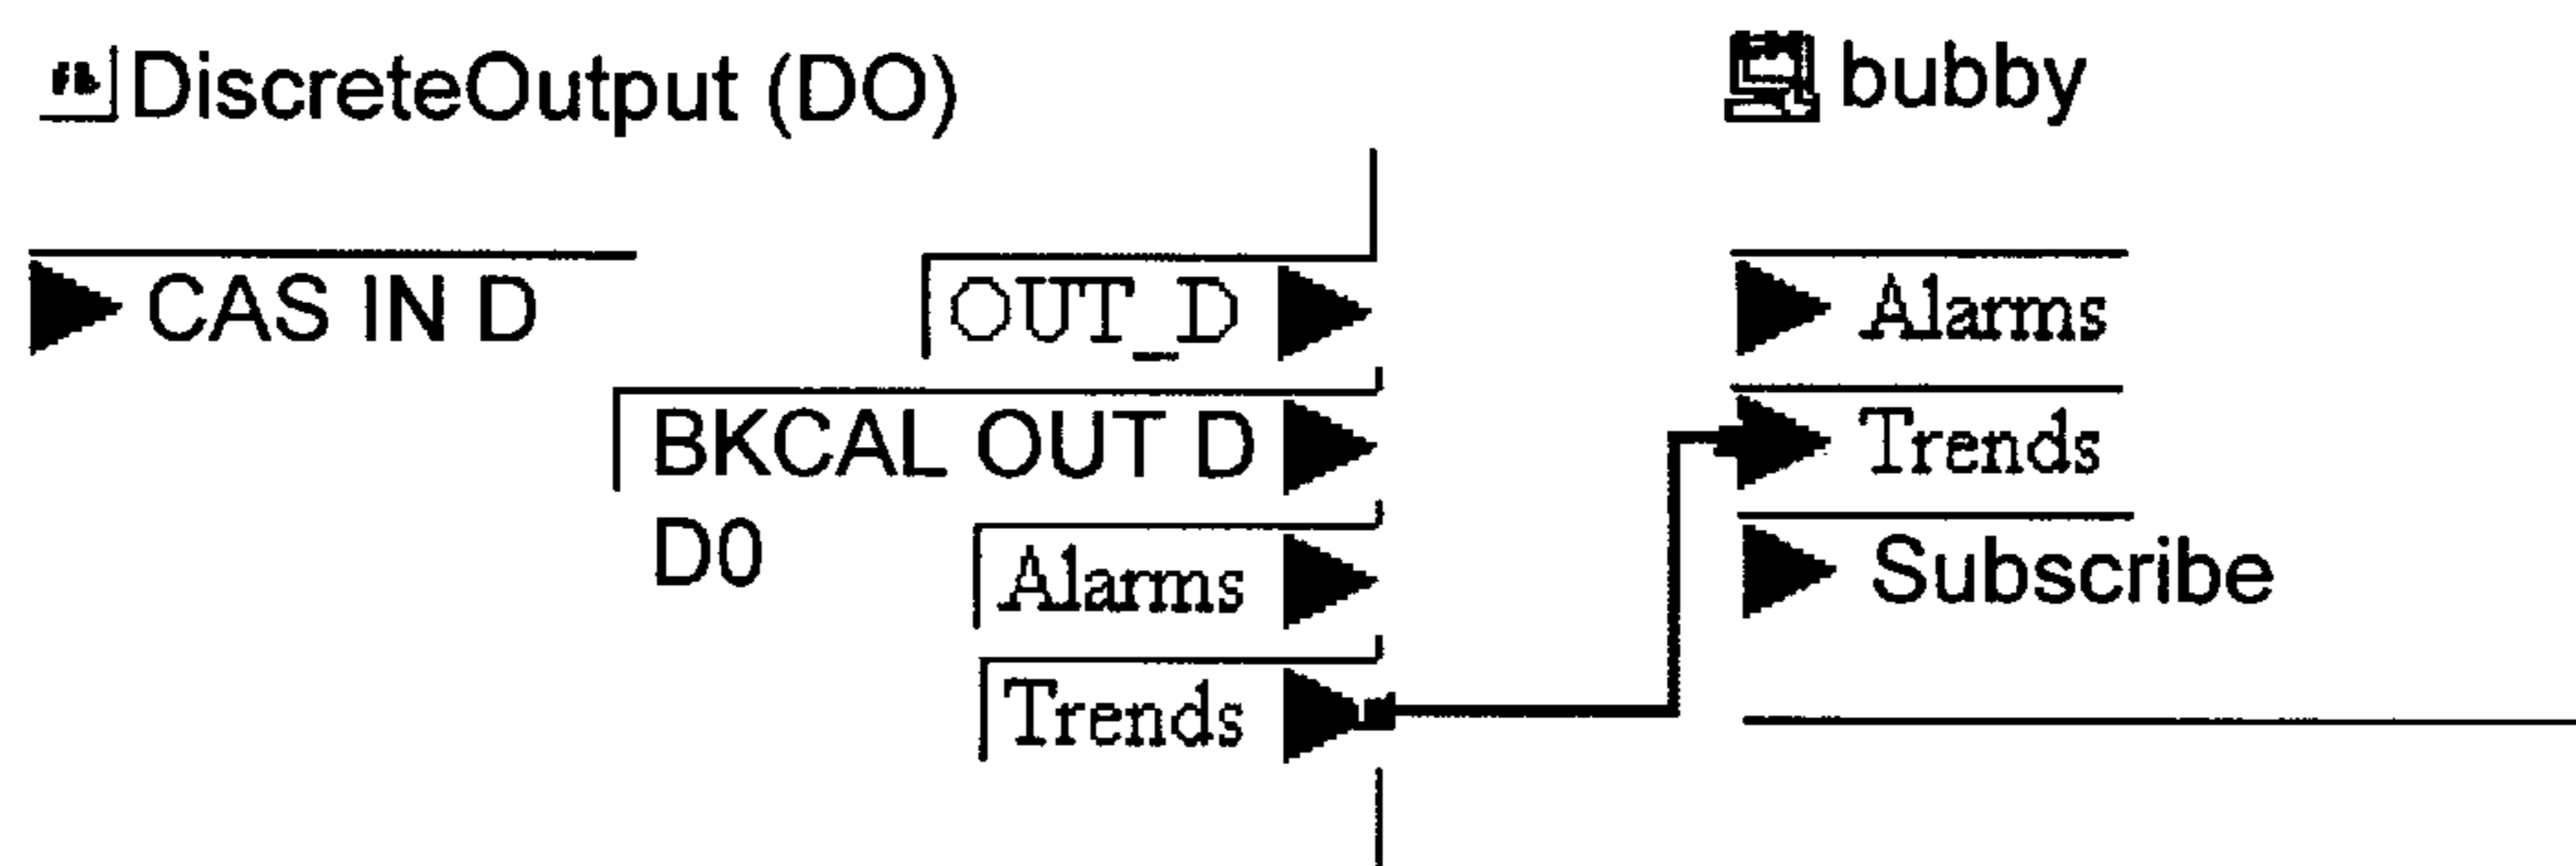 DiscreteOutput (DO)
CAS IN D
OUT_D
BKCAL OUT D
D0
Alarms
Trends
bubby
Alarms
Trends
Subscribe